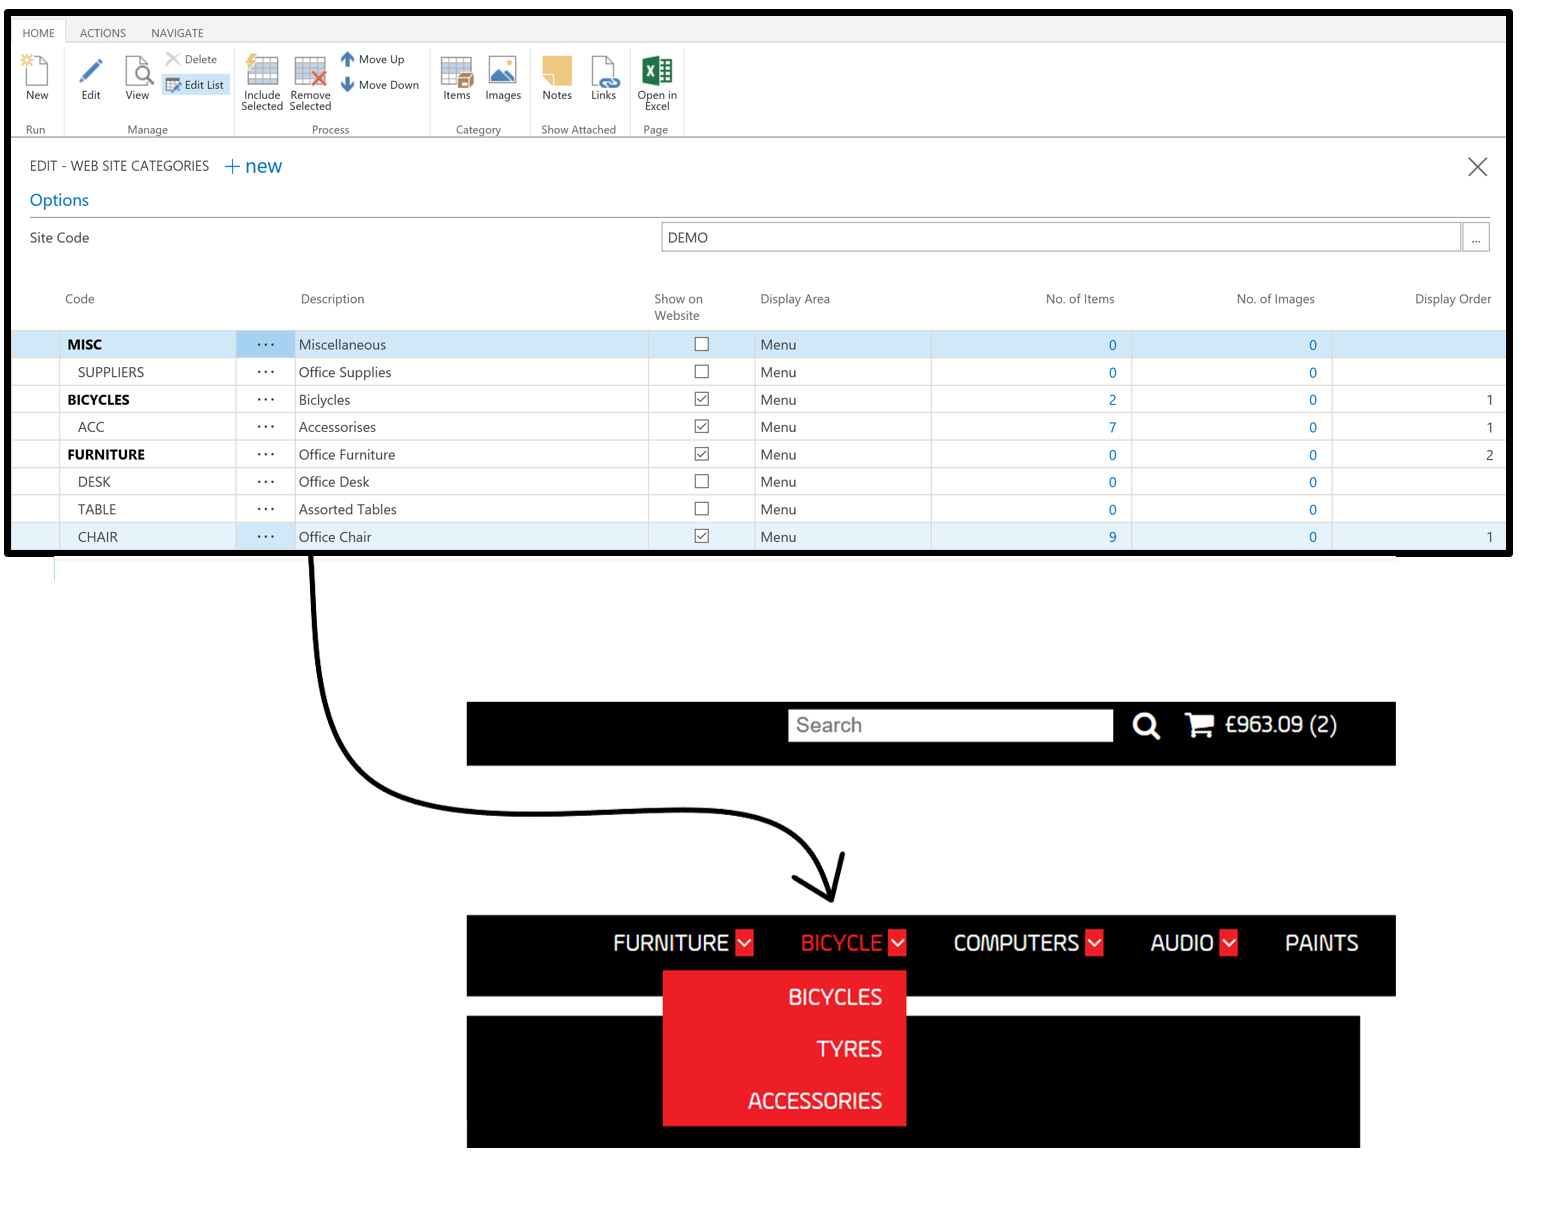 HOME ACTIONS NAVIGATE
New Edit View Delete Edit List Include Selected Remove Selected Move Up Move Down Items Images Notes Links Open in Excel
Run Manage Process Category Show Attached Page
EDIT - WEB SITE CATEGORIES + new
Options
Site Code DEMO ...
Code Description Show on Website Display Area No. of Items No. of Images Display Order
MISC ... Miscellaneous Menu 0 0
SUPPLIERS ... Office Supplies Menu 0 0
BICYCLES ... Biclycles Menu 2 0 1
ACC ... Accessorises Menu 7 0 1
FURNITURE ... Office Furniture Menu 0 0 2
DESK ... Office Desk Menu 0 0
TABLE ... Assorted Tables Menu 0 0
CHAIR ... Office Chair Menu 9 0 1
Search £963.09 (2)
FURNITURE BICYCLE COMPUTERS AUDIO PAINTS
BICYCLES
TYRES
ACCESSORIES